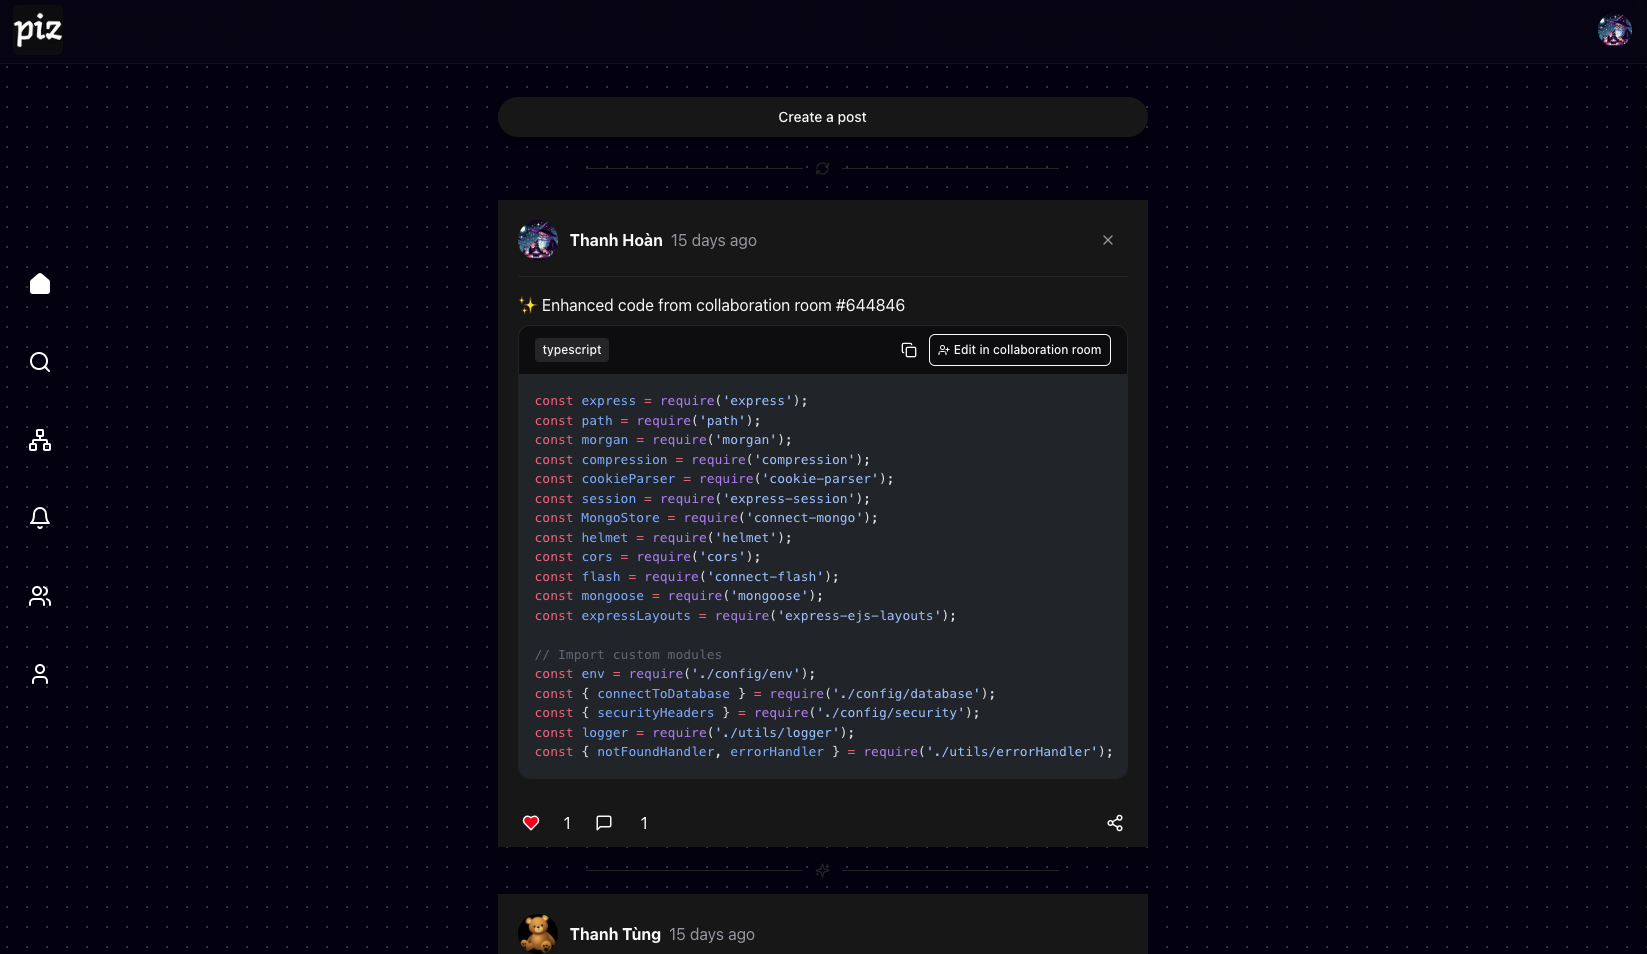 piz
Create a post
Thanh Hoàn 15 days ago
✨ Enhanced code from collaboration room #644846
typescript
Edit in collaboration room
const express = require('express');
const path = require('path');
const morgan = require('morgan');
const compression = require('compression');
const cookieParser = require('cookie-parser');
const session = require('express-session');
const MongoStore = require('connect-mongo');
const helmet = require('helmet');
const cors = require('cors');
const flash = require('connect-flash');
const mongoose = require('mongoose');
const expressLayouts = require('express-ejs-layouts');
// Import custom modules
const env = require('./config/env');
const { connectToDatabase } = require('./config/database');
const { securityHeaders } = require('./config/security');
const logger = require('./utils/logger');
const { notFoundHandler, errorHandler } = require('./utils/errorHandler');
1 1
Thanh Tùng 15 days ago